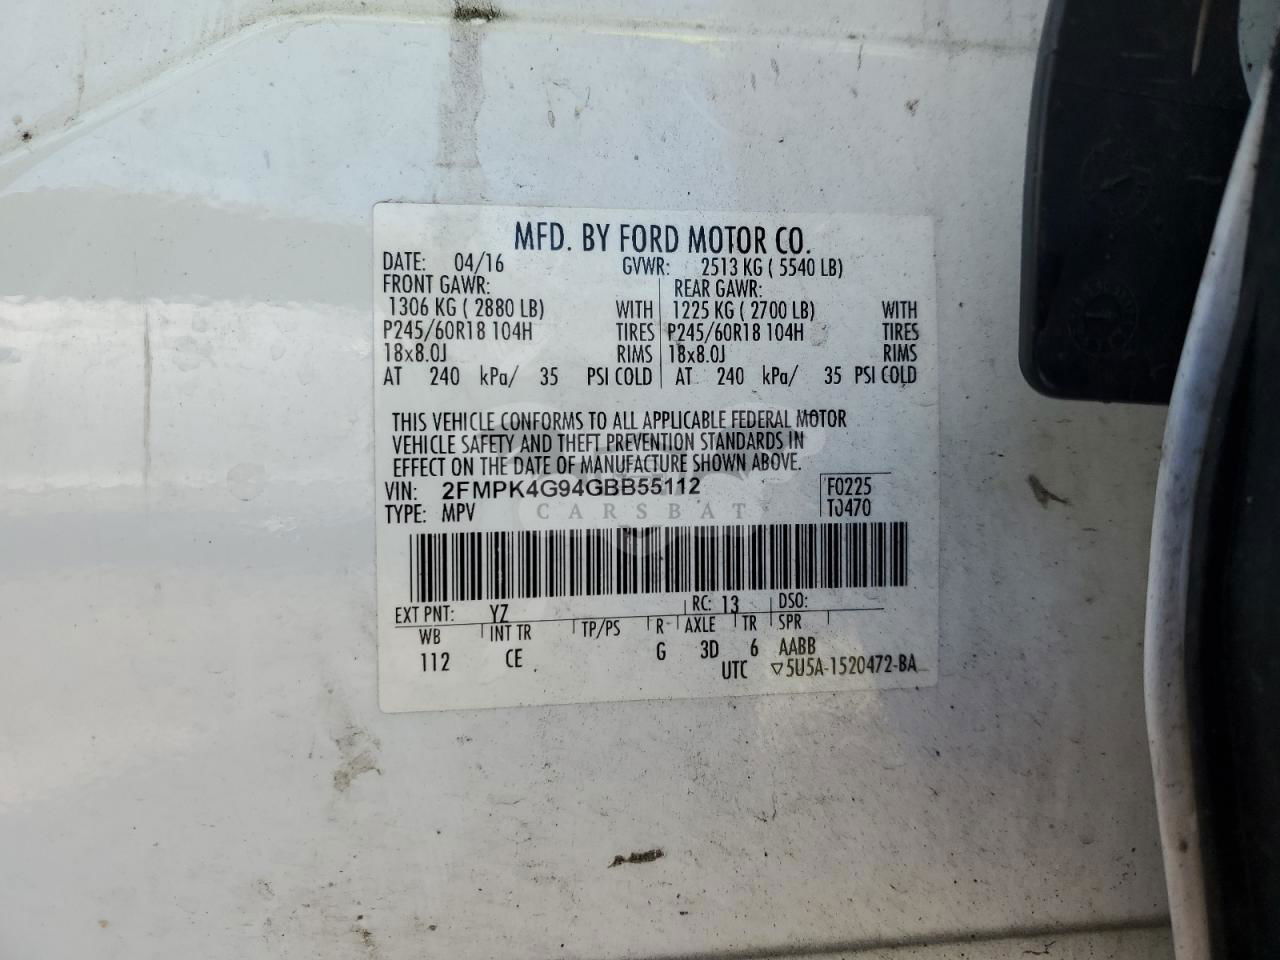 MFD. BY FORD MOTOR CO.
DATE: 04/16 GVWR: 2513 KG ( 5540 LB)
FRONT GAWR: REAR GAWR:
1306 KG ( 2880 LB) WITH 1225 KG ( 2700 LB) WITH
P245/60R18 104H TIRES P245/60R18 104H TIRES
18x8.0J RIMS 18x8.0J RIMS
AT 240 kPa/ 35 PSI COLD AT 240 kPa/ 35 PSI COLD
THIS VEHICLE CONFORMS TO ALL APPLICABLE FEDERAL MOTOR
VEHICLE SAFETY AND THEFT PREVENTION STANDARDS IN
EFFECT ON THE DATE OF MANUFACTURE SHOWN ABOVE.
VIN: 2FMPK4G94GBB55112 F0225
TYPE: MPV T0470
CARSBAT
EXT PNT: YZ RC: 13 DSO:
WB INT TR TP/PS R AXLE TR SPR
112 CE G 3D 6 AABB
UTC ▽5U5A-1520472-BA